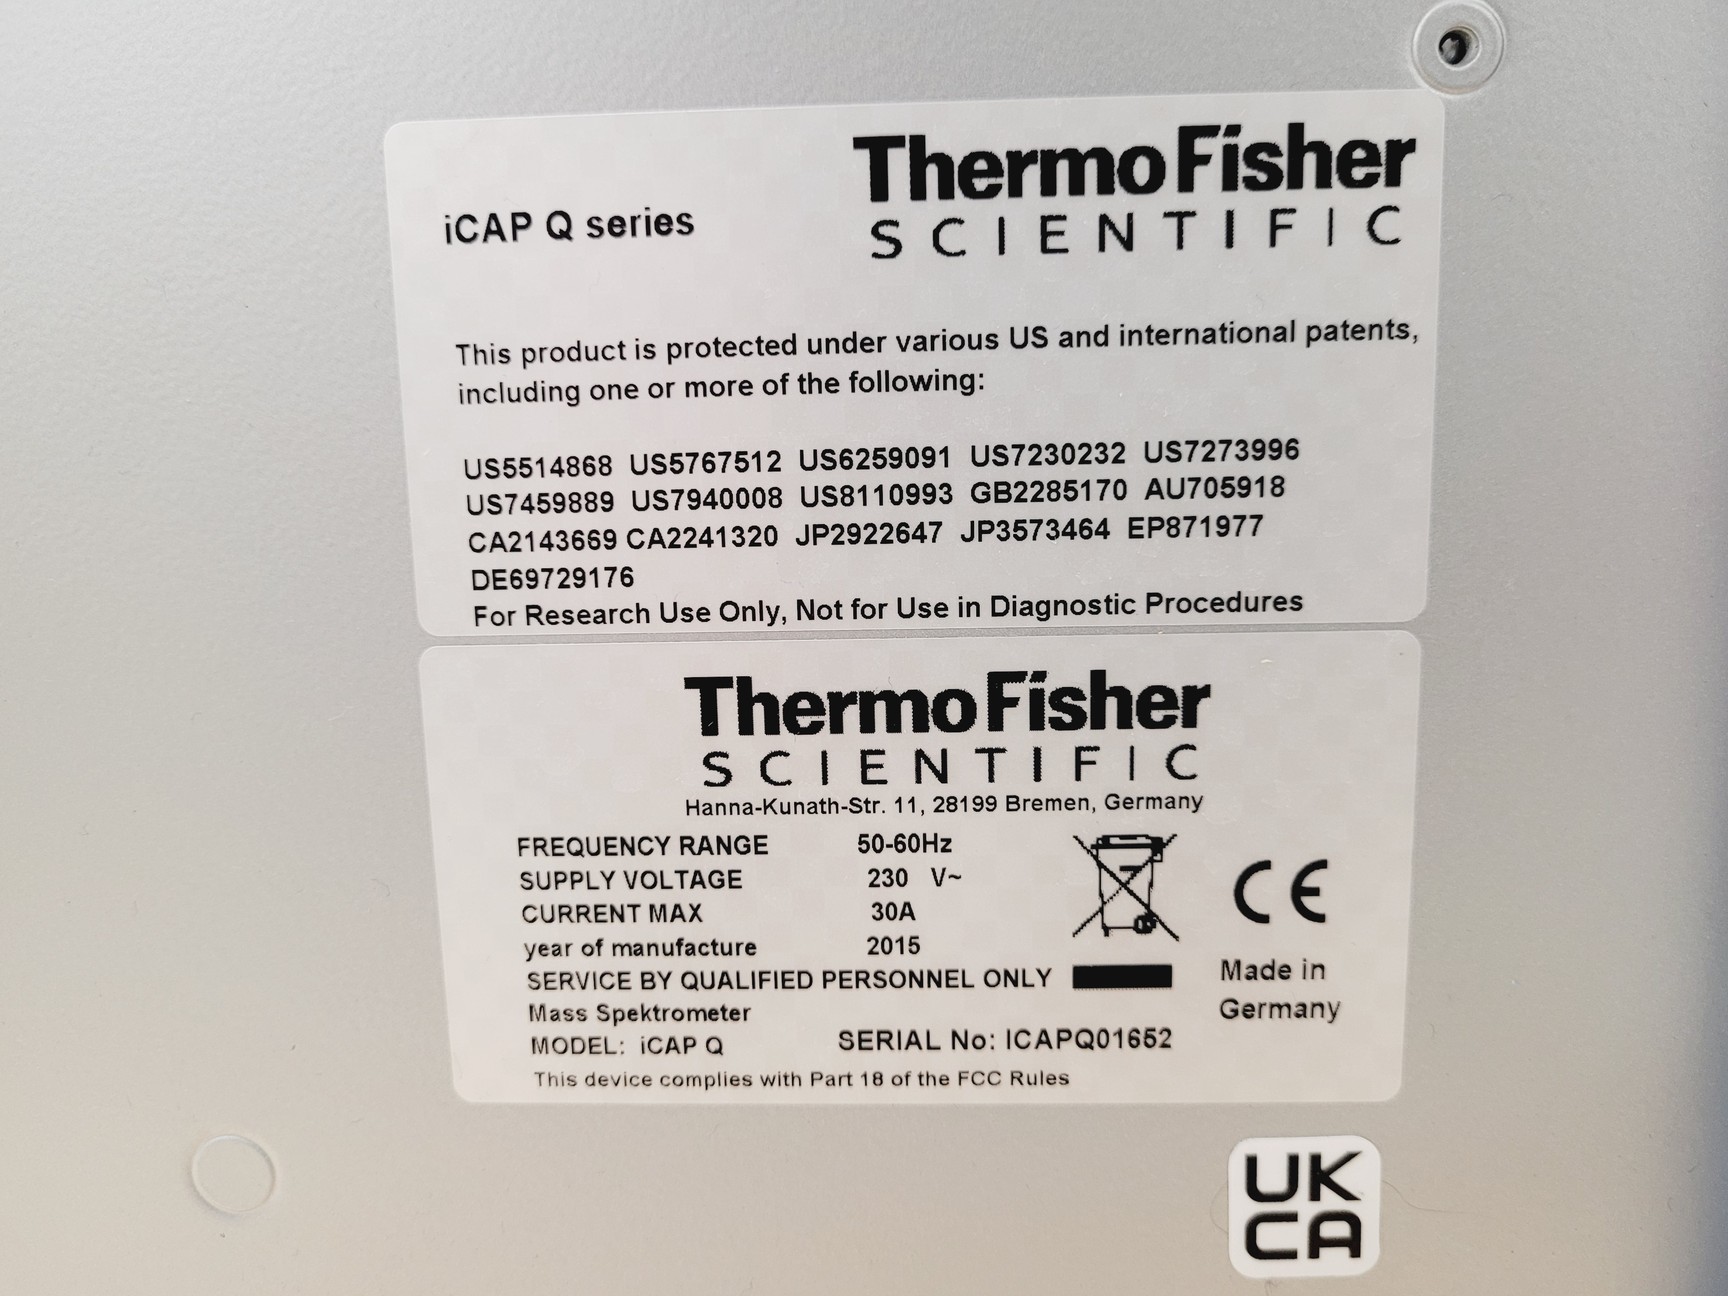 ThermoFisher
SCIENTIFIC
iCAP Q series
This product is protected under various US and international patents,
including one or more of the following:
US5514868 US5767512 US6259091 US7230232 US7273996
US7459889 US7940008 US8110993 GB2285170 AU705918
CA2143669 CA2241320 JP2922647 JP3573464 EP871977
DE69729176
For Research Use Only, Not for Use in Diagnostic Procedures
ThermoFisher
SCIENTIFIC
Hanna-Kunath-Str. 11, 28199 Bremen, Germany
FREQUENCY RANGE 50-60Hz
SUPPLY VOLTAGE 230 V~
CURRENT MAX 30A
year of manufacture 2015
CE
SERVICE BY QUALIFIED PERSONNEL ONLY
Made in
Germany
Mass Spektrometer
MODEL: iCAP Q SERIAL No: ICAPQ01652
This device complies with Part 18 of the FCC Rules
UK
CA